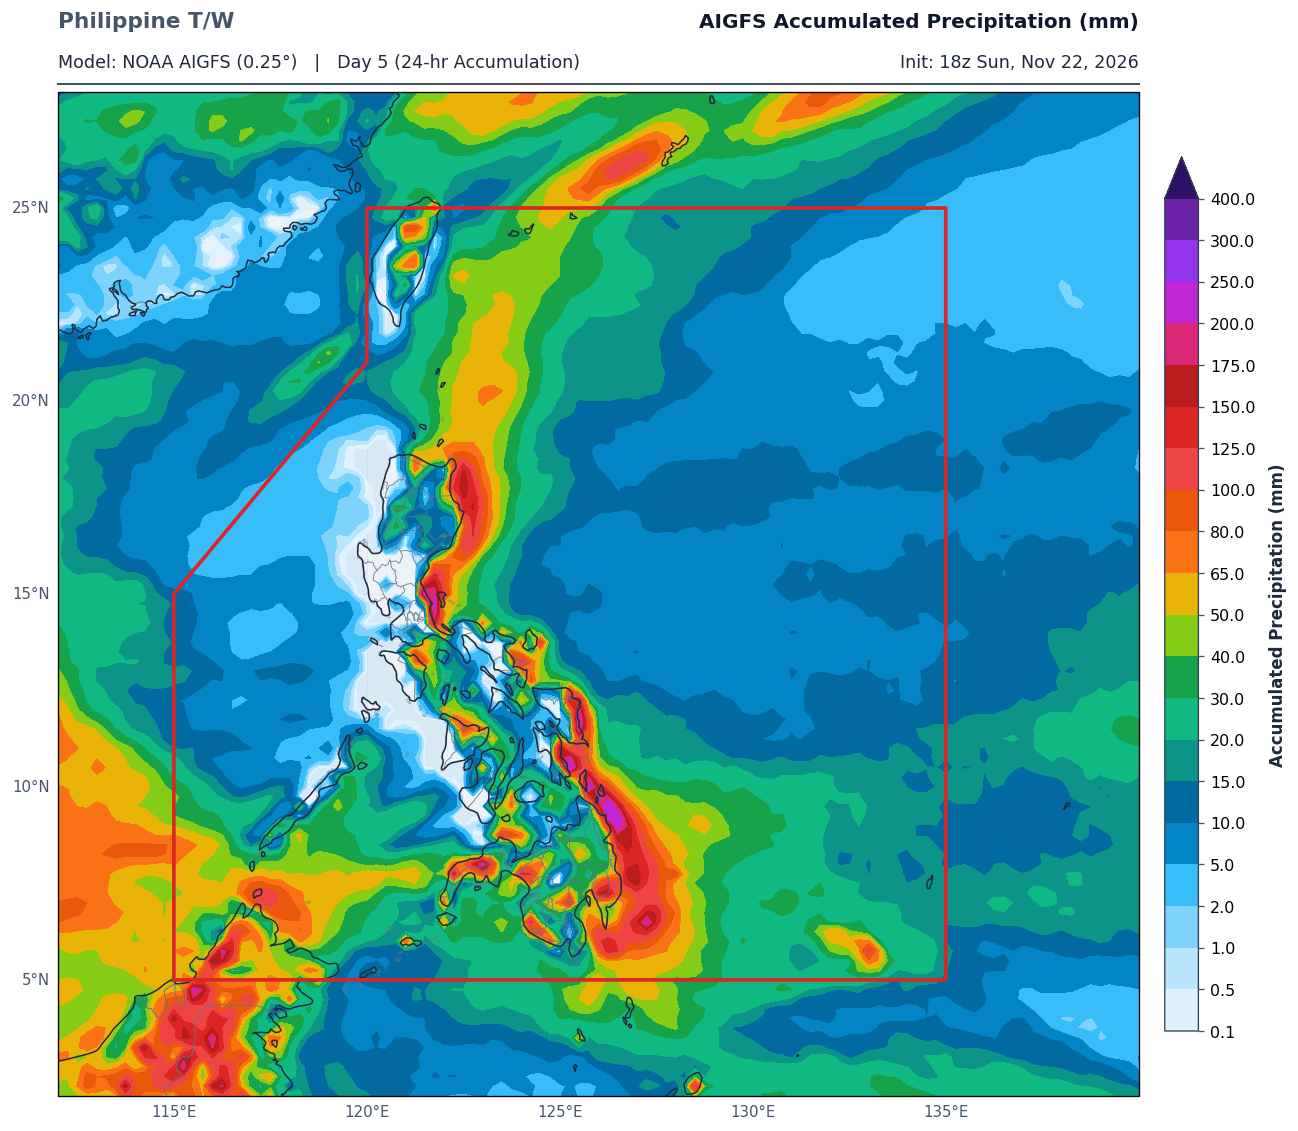 Philippine T/W
AIGFS Accumulated Precipitation (mm)
Model: NOAA AIGFS (0.25°)   |   Day 5 (24-hr Accumulation)
Init: 18z Sun, Nov 22, 2026
25°N
20°N
15°N
10°N
5°N
115°E
120°E
125°E
130°E
135°E
400.0
300.0
250.0
200.0
175.0
150.0
125.0
100.0
80.0
65.0
50.0
40.0
30.0
20.0
15.0
10.0
5.0
2.0
1.0
0.5
0.1
Accumulated Precipitation (mm)